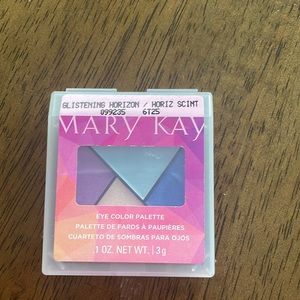 GLISTENING HORIZON / HORIZ SCINT
099235 6T25
MARY KAY
EYE COLOR PALETTE
PALETTE DE FARDS À PAUPIÈRES
CUARTETO DE SOMBRAS PARA OJOS
.1 OZ. NET WT. | 3 g